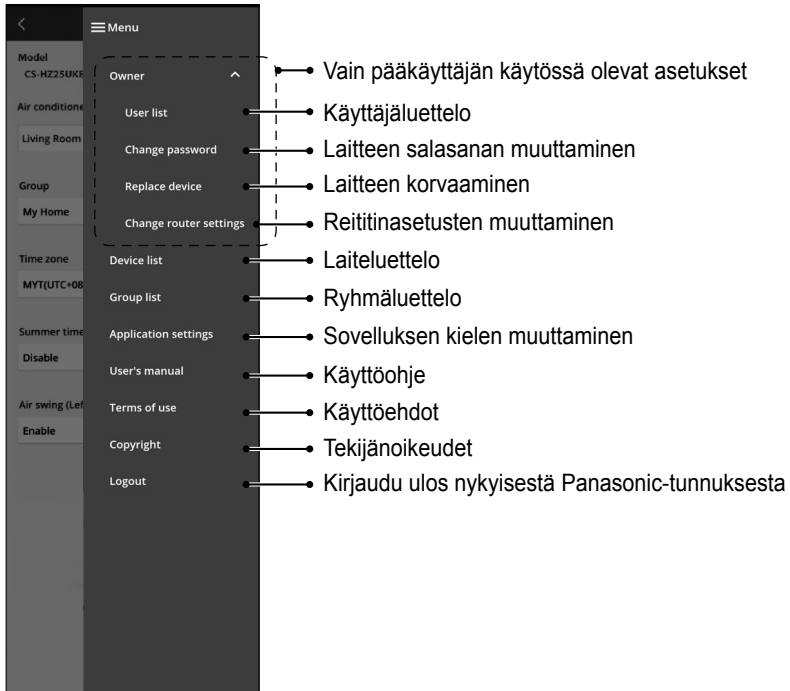 Menu
Model
CS-HZ25UKE
Air conditione
Living Room
Group
My Home
Time zone
MYT(UTC+08
Summer time
Disable
Air swing (Lef
Enable
Owner
Vain pääkäyttäjän käytössä olevat asetukset
User list
Käyttäjäluettelo
Change password
Laitteen salasanan muuttaminen
Replace device
Laitteen korvaaminen
Change router settings
Reititinasetusten muuttaminen
Device list
Laiteluettelo
Group list
Ryhmäluettelo
Application settings
Sovelluksen kielen muuttaminen
User's manual
Käyttöohje
Terms of use
Käyttöehdot
Copyright
Tekijänoikeudet
Logout
Kirjaudu ulos nykyisestä Panasonic-tunnuksesta